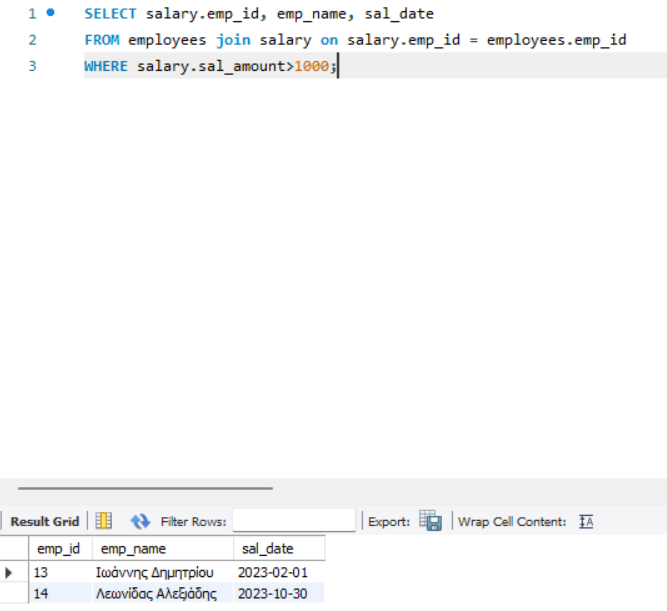 1 SELECT salary.emp_id, emp_name, sal_date
2 FROM employees join salary on salary.emp_id = employees.emp_id
3 WHERE salary.sal_amount>1000;
Result Grid Filter Rows: Export: Wrap Cell Content: IA
emp_id emp_name sal_date
13 Ιωάννης Δημητρίου 2023-02-01
14 Λεωνίδας Αλεξιάδης 2023-10-30